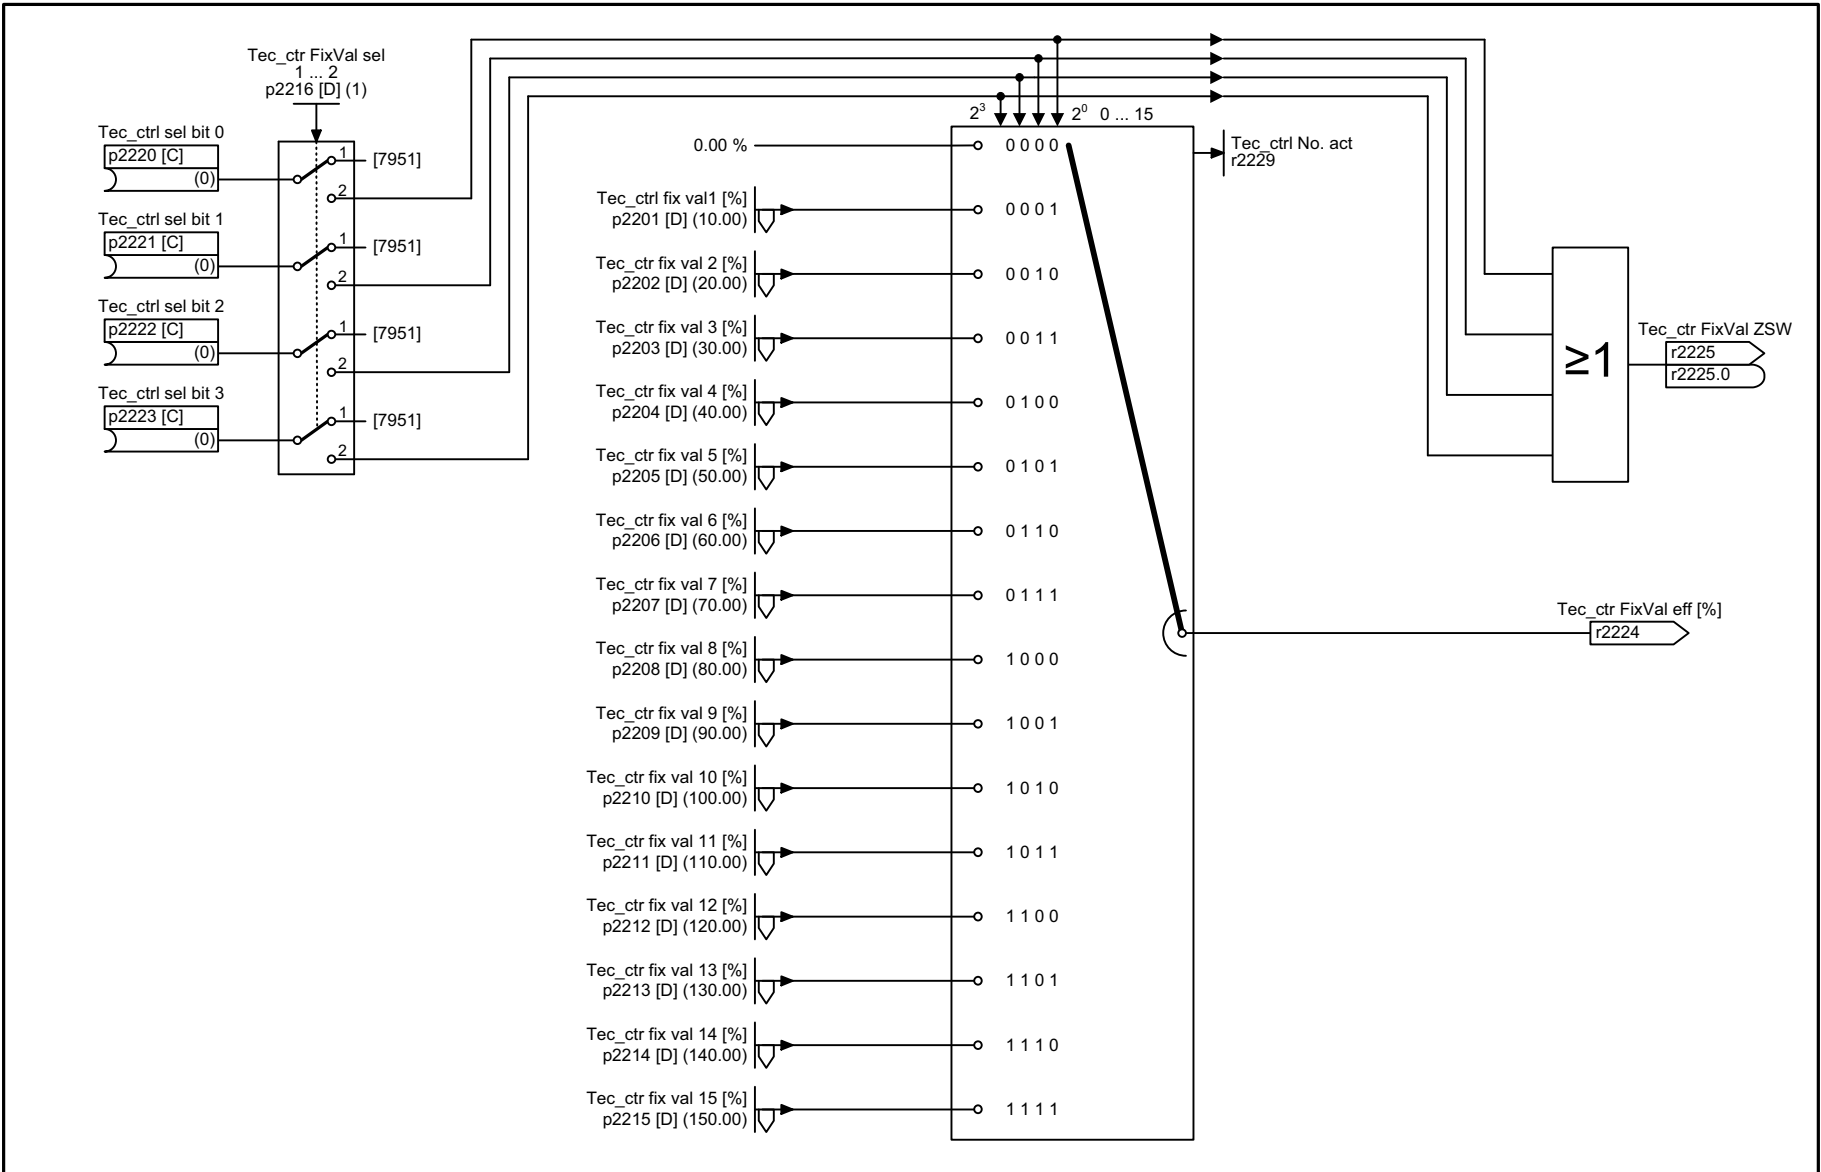 Tec_ctr FixVal sel
1 ... 2
p2216 [D] (1)
Tec_ctrl sel bit 0
p2220 [C]
(0)
1
[7951]
2
Tec_ctrl sel bit 1
p2221 [C]
(0)
1
[7951]
2
Tec_ctrl sel bit 2
p2222 [C]
(0)
1
[7951]
2
Tec_ctrl sel bit 3
p2223 [C]
(0)
1
[7951]
2
2³
2⁰ 0 ... 15
0.00 %
0 0 0 0
Tec_ctrl fix val1 [%]
p2201 [D] (10.00)
0 0 0 1
Tec_ctr fix val 2 [%]
p2202 [D] (20.00)
0 0 1 0
Tec_ctr fix val 3 [%]
p2203 [D] (30.00)
0 0 1 1
Tec_ctr fix val 4 [%]
p2204 [D] (40.00)
0 1 0 0
Tec_ctr fix val 5 [%]
p2205 [D] (50.00)
0 1 0 1
Tec_ctr fix val 6 [%]
p2206 [D] (60.00)
0 1 1 0
Tec_ctr fix val 7 [%]
p2207 [D] (70.00)
0 1 1 1
Tec_ctr fix val 8 [%]
p2208 [D] (80.00)
1 0 0 0
Tec_ctr fix val 9 [%]
p2209 [D] (90.00)
1 0 0 1
Tec_ctr fix val 10 [%]
p2210 [D] (100.00)
1 0 1 0
Tec_ctr fix val 11 [%]
p2211 [D] (110.00)
1 0 1 1
Tec_ctr fix val 12 [%]
p2212 [D] (120.00)
1 1 0 0
Tec_ctr fix val 13 [%]
p2213 [D] (130.00)
1 1 0 1
Tec_ctr fix val 14 [%]
p2214 [D] (140.00)
1 1 1 0
Tec_ctr fix val 15 [%]
p2215 [D] (150.00)
1 1 1 1
Tec_ctrl No. act
r2229
≥1
Tec_ctr FixVal ZSW
r2225
r2225.0
Tec_ctr FixVal eff [%]
r2224